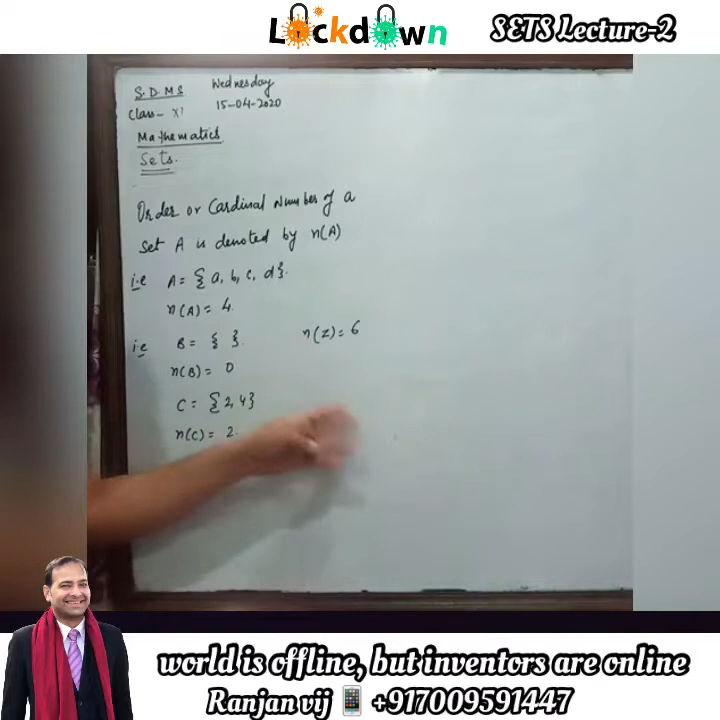 Lockdown
SETS Lecture-2
S.D.M.S
Wednesday
Class- XI
15-04-2020
Mathematics
Sets.
Order or Cardinal Number of a
Set A is denoted by n(A)
i.e A= {a, b, c, d}.
n(A)= 4.
i.e B= { }.
n(Z)= 6
n(B)= 0
C= {2, 4}
n(C)= 2.
world is offline, but inventors are online
Ranjan vij +917009591447